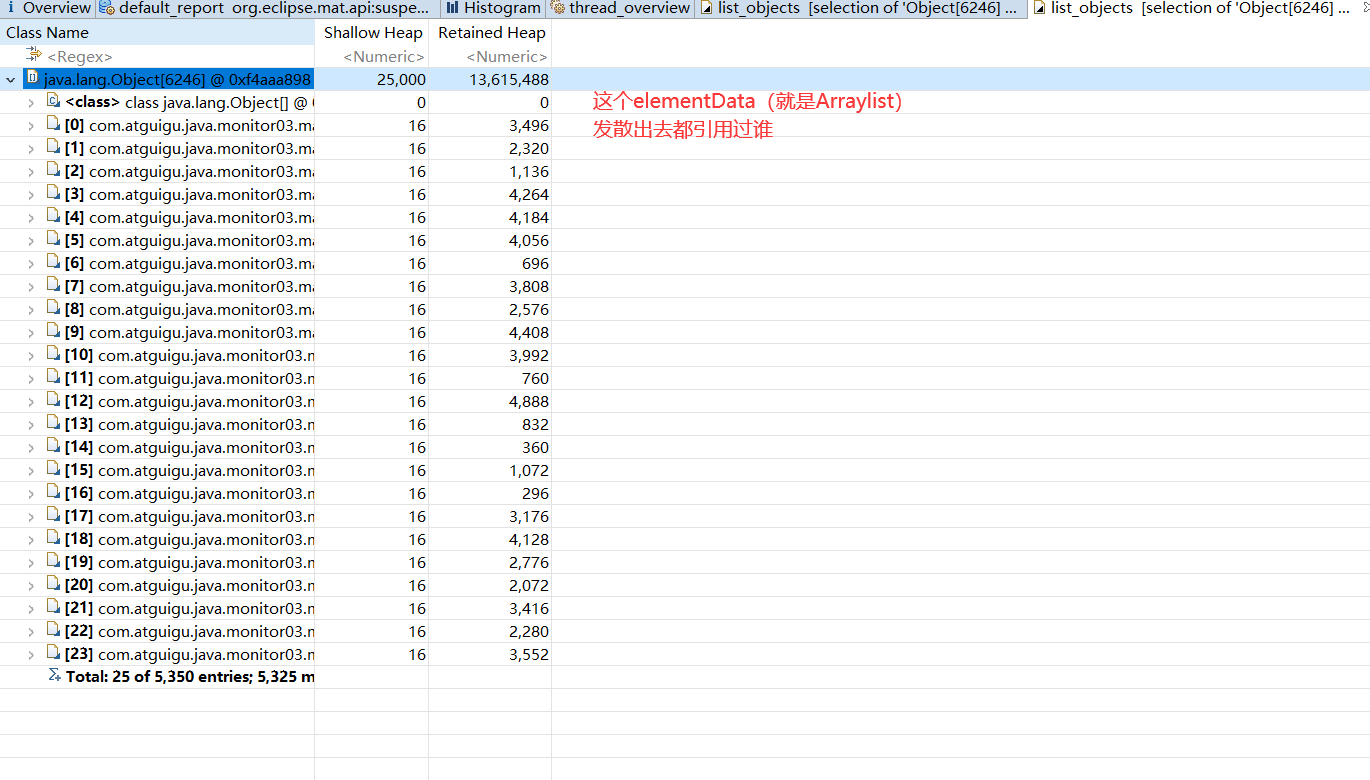 i Overview default_report org.eclipse.mat.api:suspe... Histogram thread_overview list_objects [selection of 'Object[6246] ... list_objects [selection of 'Object[6246] ...
Class Name Shallow Heap Retained Heap
<Regex> <Numeric> <Numeric>
java.lang.Object[6246] @ 0xf4aaa898 25,000 13,615,488
<class> class java.lang.Object[] @ 0 0
这个elementData（就是Arraylist）
发散出去都引用过谁
[0] com.atguigu.java.monitor03.ma 16 3,496
[1] com.atguigu.java.monitor03.ma 16 2,320
[2] com.atguigu.java.monitor03.ma 16 1,136
[3] com.atguigu.java.monitor03.ma 16 4,264
[4] com.atguigu.java.monitor03.ma 16 4,184
[5] com.atguigu.java.monitor03.ma 16 4,056
[6] com.atguigu.java.monitor03.ma 16 696
[7] com.atguigu.java.monitor03.ma 16 3,808
[8] com.atguigu.java.monitor03.ma 16 2,576
[9] com.atguigu.java.monitor03.ma 16 4,408
[10] com.atguigu.java.monitor03.m 16 3,992
[11] com.atguigu.java.monitor03.m 16 760
[12] com.atguigu.java.monitor03.m 16 4,888
[13] com.atguigu.java.monitor03.m 16 832
[14] com.atguigu.java.monitor03.m 16 360
[15] com.atguigu.java.monitor03.m 16 1,072
[16] com.atguigu.java.monitor03.m 16 296
[17] com.atguigu.java.monitor03.m 16 3,176
[18] com.atguigu.java.monitor03.m 16 4,128
[19] com.atguigu.java.monitor03.m 16 2,776
[20] com.atguigu.java.monitor03.m 16 2,072
[21] com.atguigu.java.monitor03.m 16 3,416
[22] com.atguigu.java.monitor03.m 16 2,280
[23] com.atguigu.java.monitor03.m 16 3,552
Total: 25 of 5,350 entries; 5,325 m